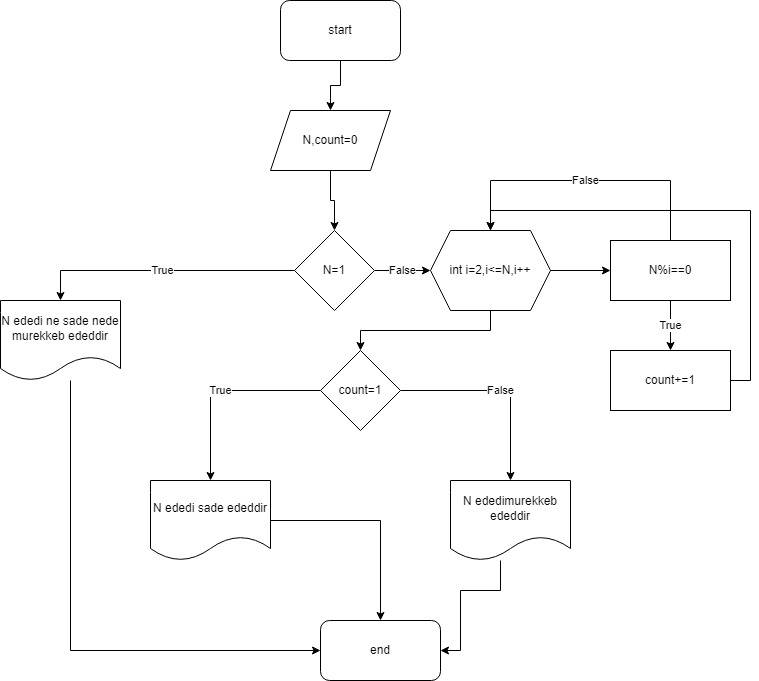 start
N,count=0
N=1
True
False
int i=2,i<=N,i++
False
N%i==0
True
count+=1
N ededi ne sade nede
murekkeb ededdir
count=1
True
False
N ededi sade ededdir
N ededimurekkeb
ededdir
end